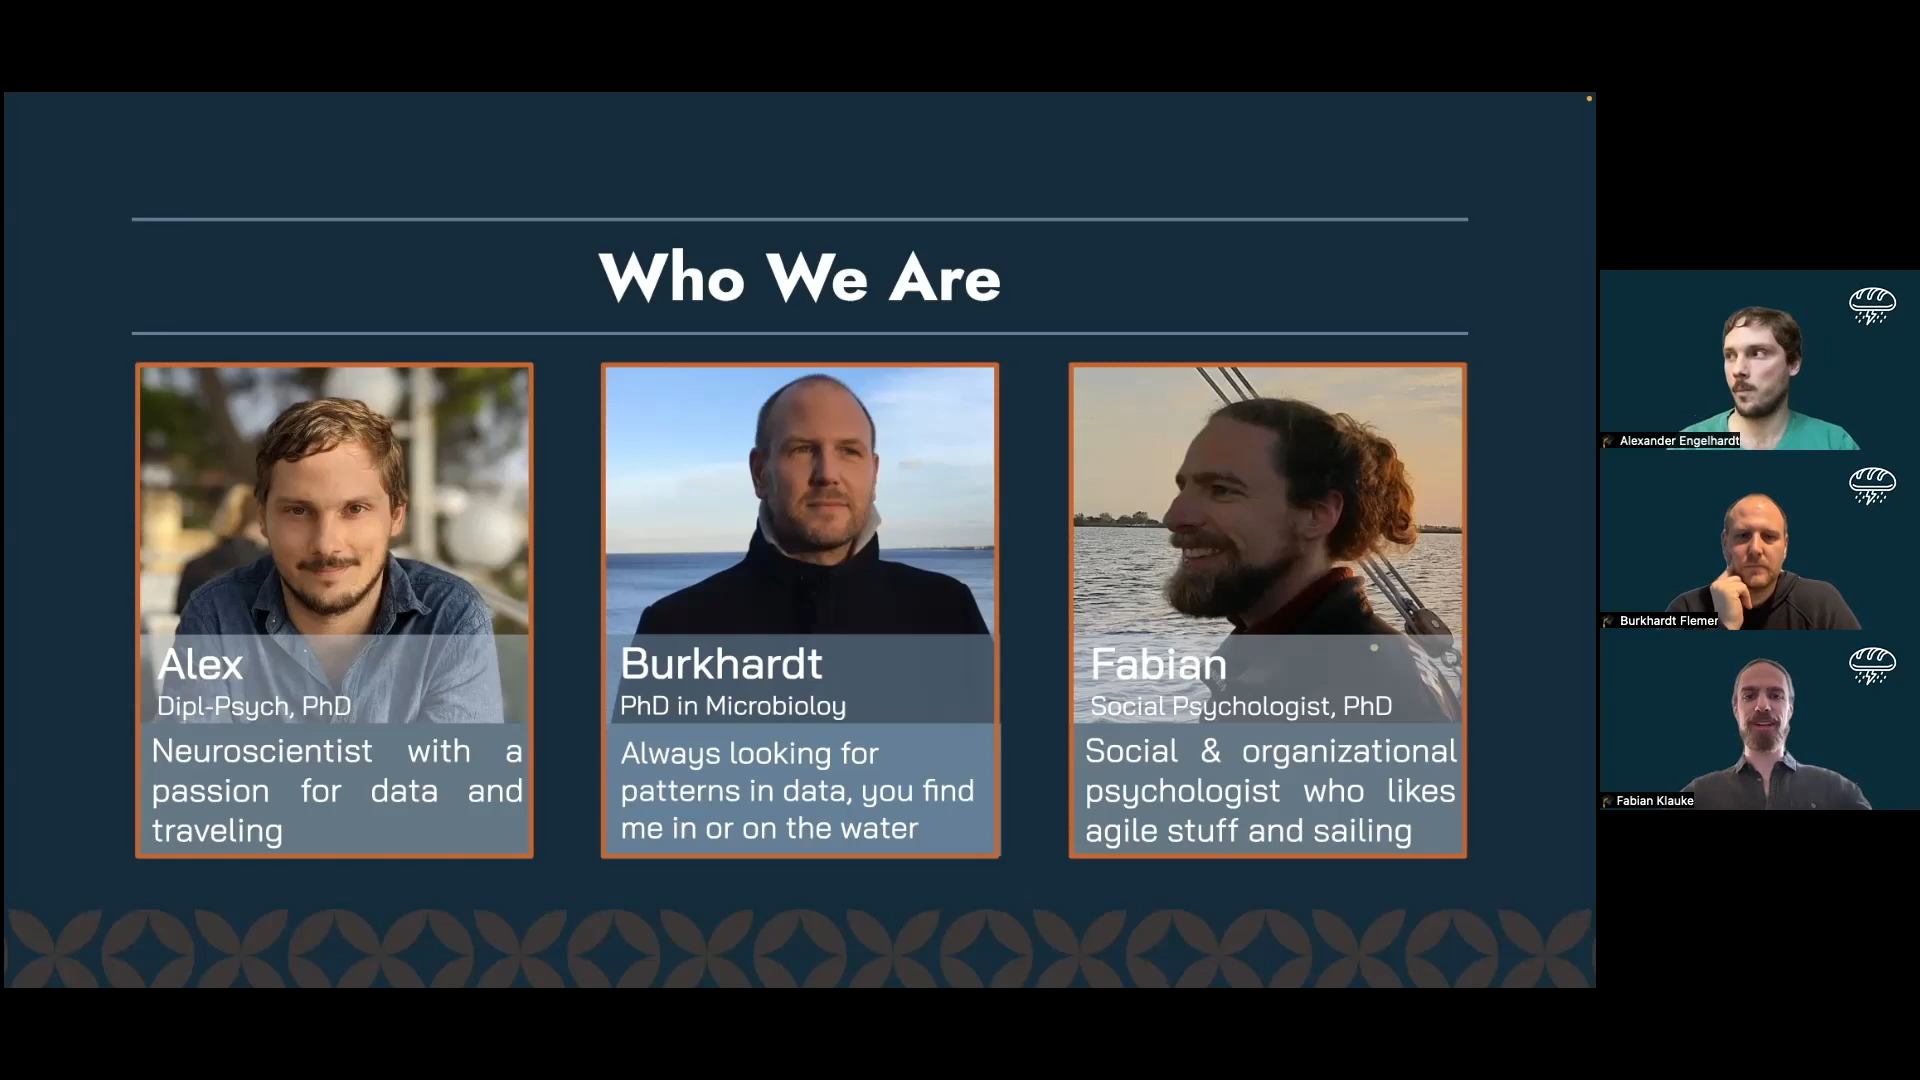 Who We Are
Alex
Dipl-Psych, PhD
Neuroscientist with a
passion for data and
traveling
Burkhardt
PhD in Microbioloy
Always looking for
patterns in data, you find
me in or on the water
Fabian
Social Psychologist, PhD
Social & organizational
psychologist who likes
agile stuff and sailing
Alexander Engelhardt
Burkhardt Flemer
Fabian Klauke